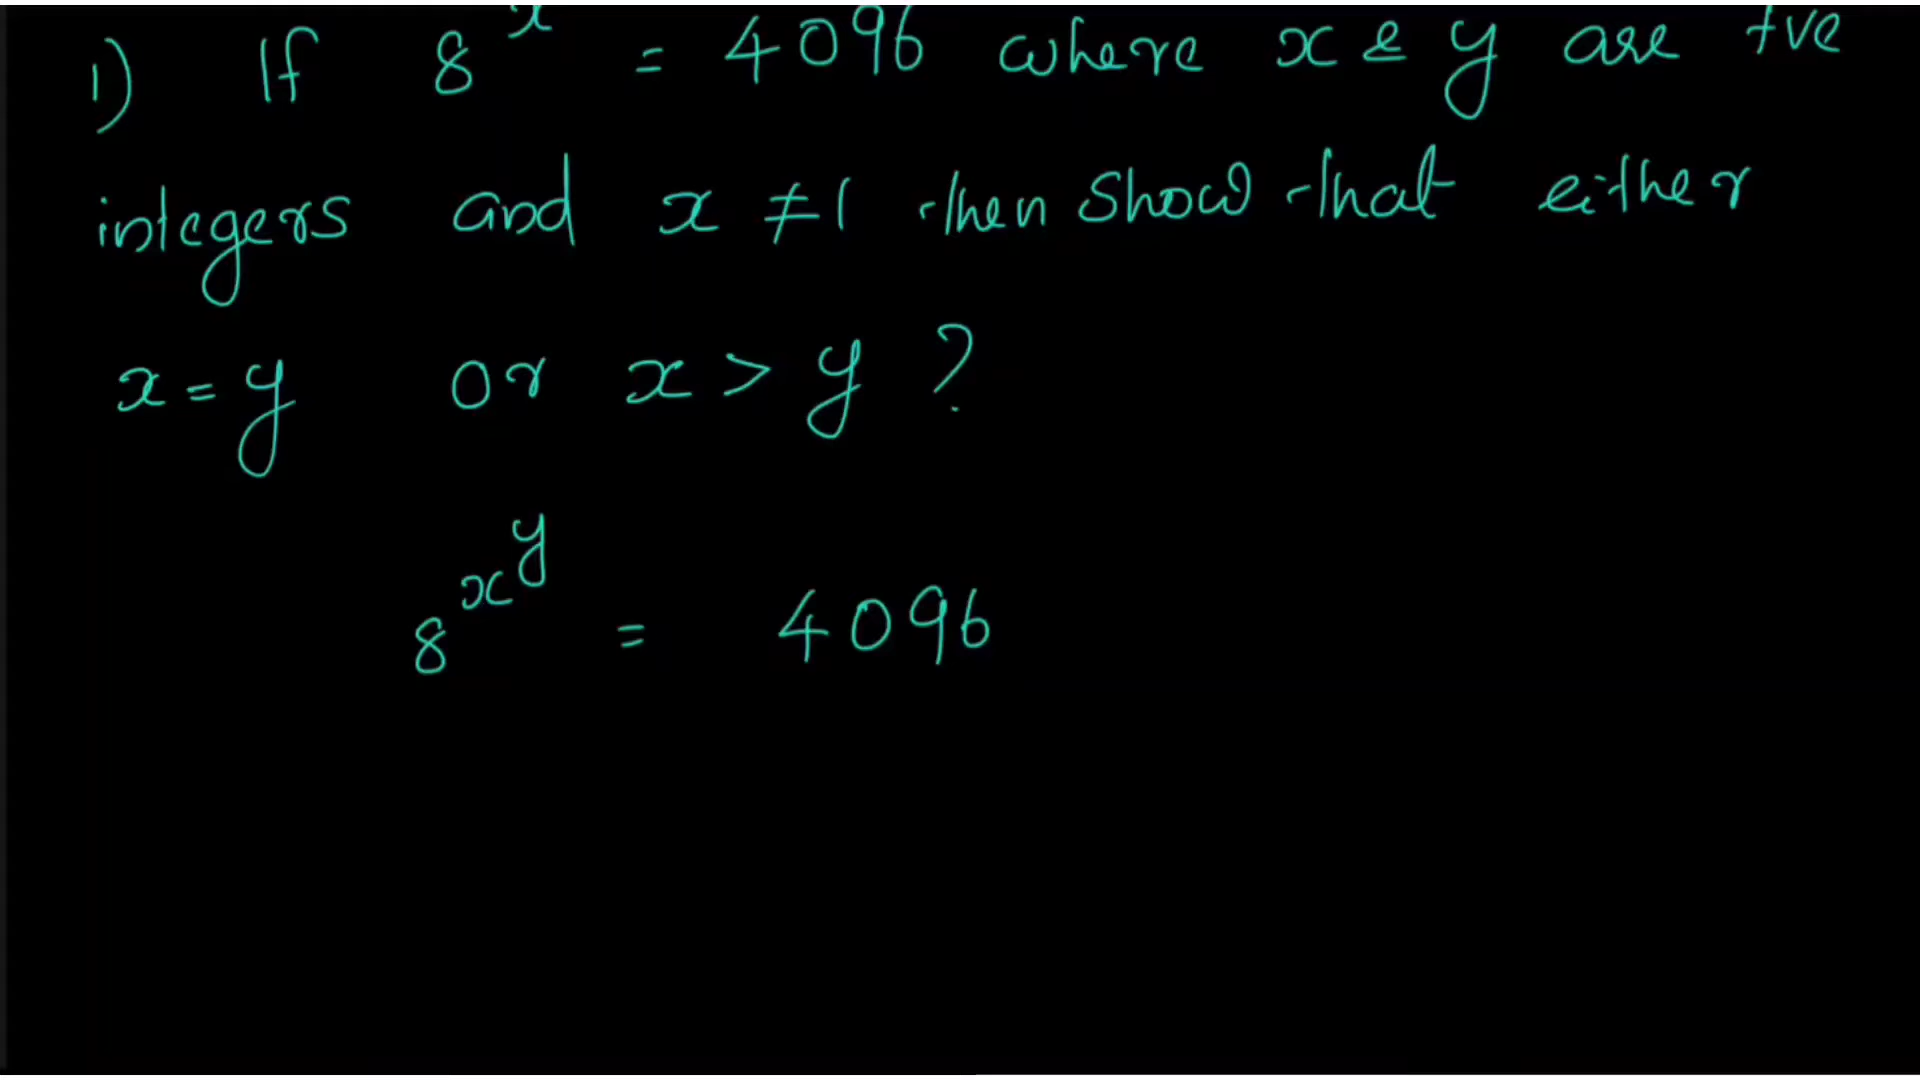 1) If 8^x = 4096 where x & y are +ve
integers and x ≠ 1 then show that either
x = y or x > y ?
8^x^y = 4096